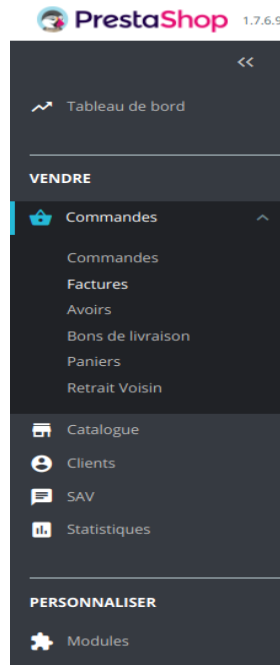 PrestaShop 1.7.6.9
<<
Tableau de bord
VENDRE
Commandes
Commandes
Factures
Avoirs
Bons de livraison
Paniers
Retrait Voisin
Catalogue
Clients
SAV
Statistiques
PERSONNALISER
Modules